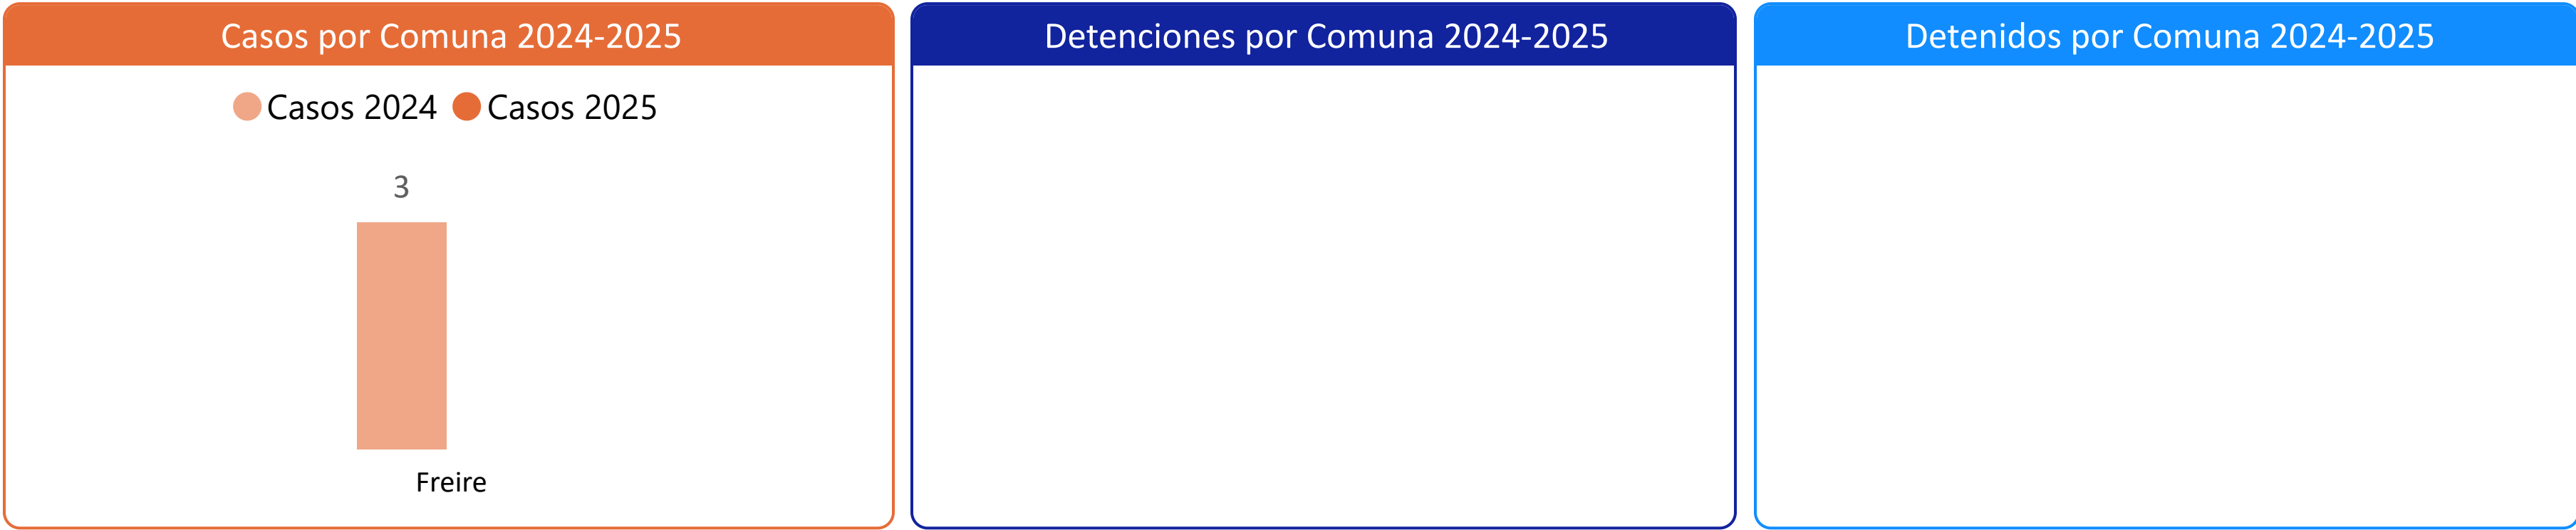 Casos por Comuna 2024-2025
Casos 2024 Casos 2025
3
Freire
Detenciones por Comuna 2024-2025
Detenidos por Comuna 2024-2025